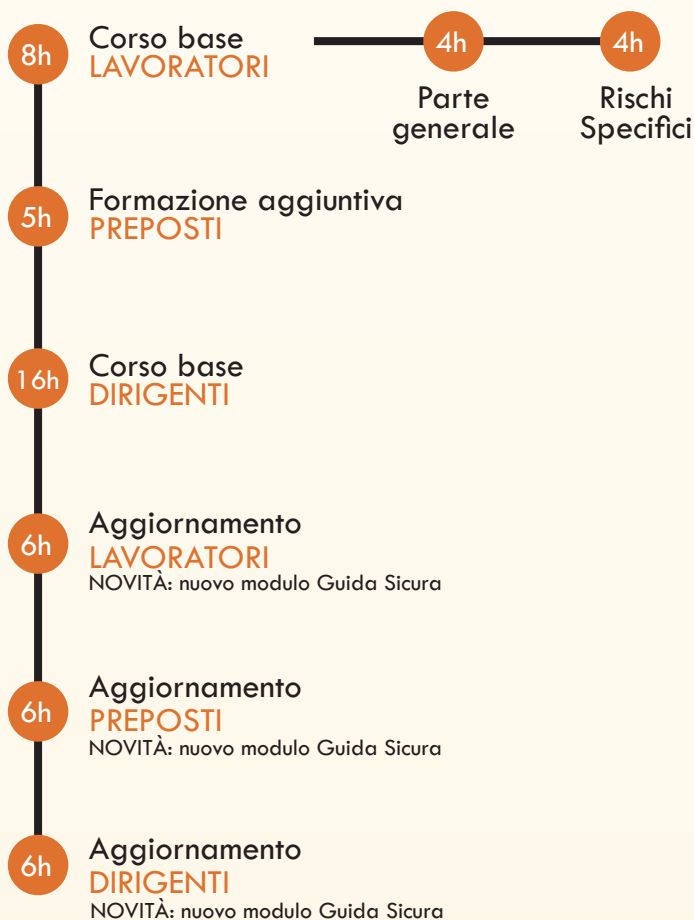 8h
Corso base
LAVORATORI
4h
4h
Parte
generale
Rischi
Specifici
5h
Formazione aggiuntiva
PREPOSTI
16h
Corso base
DIRIGENTI
6h
Aggiornamento
LAVORATORI
NOVITÀ: nuovo modulo Guida Sicura
6h
Aggiornamento
PREPOSTI
NOVITÀ: nuovo modulo Guida Sicura
6h
Aggiornamento
DIRIGENTI
NOVITÀ: nuovo modulo Guida Sicura